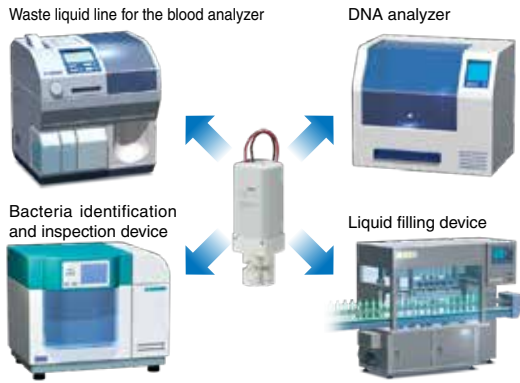 Waste liquid line for the blood analyzer
DNA analyzer
Bacteria identification
and inspection device
Liquid filling device